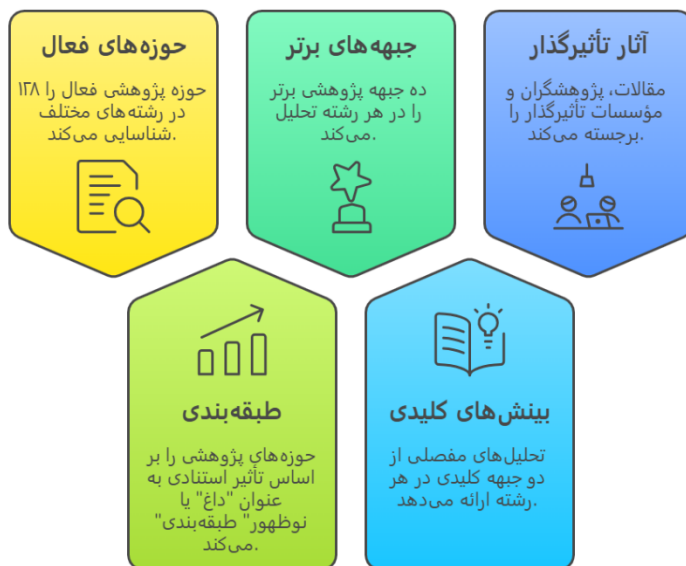 آثار تأثیرگذار
مقالات، پژوهشگران و
مؤسسات تأثیرگذار را
برجسته می‌کند.
جبهه‌های برتر
ده جبهه پژوهشی برتر
را در هر رشته تحلیل
می‌کند.
حوزه‌های فعال
حوزه پژوهشی فعال را ۱۲۸
در رشته‌های مختلف
شناسایی می‌کند.
بینش‌های کلیدی
تحلیل‌های مفصلی از
دو جبهه کلیدی در هر
رشته ارائه می‌دهد.
طبقه‌بندی
حوزه‌های پژوهشی را بر
اساس تأثیر استنادی به
عنوان "داغ" یا
نوظهور" طبقه‌بندی"
می‌کند.